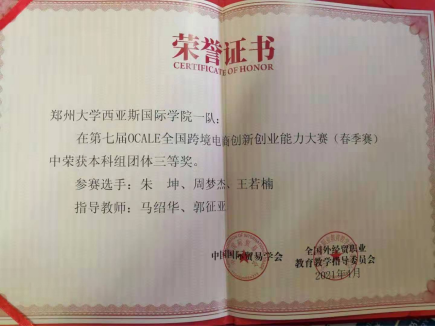 荣誉证书
CERTIFICATE OF HONOR
郑州大学西亚斯国际学院一队：
在第七届OCALE全国跨境电商创新创业能力大赛（春季赛）
中荣获本科组团体三等奖。
参赛选手：朱 坤、周梦杰、王若楠
指导教师：马绍华、郭征亚
中国国际贸易学会 全国外经贸职业
教育教学指导委员会
2021年4月